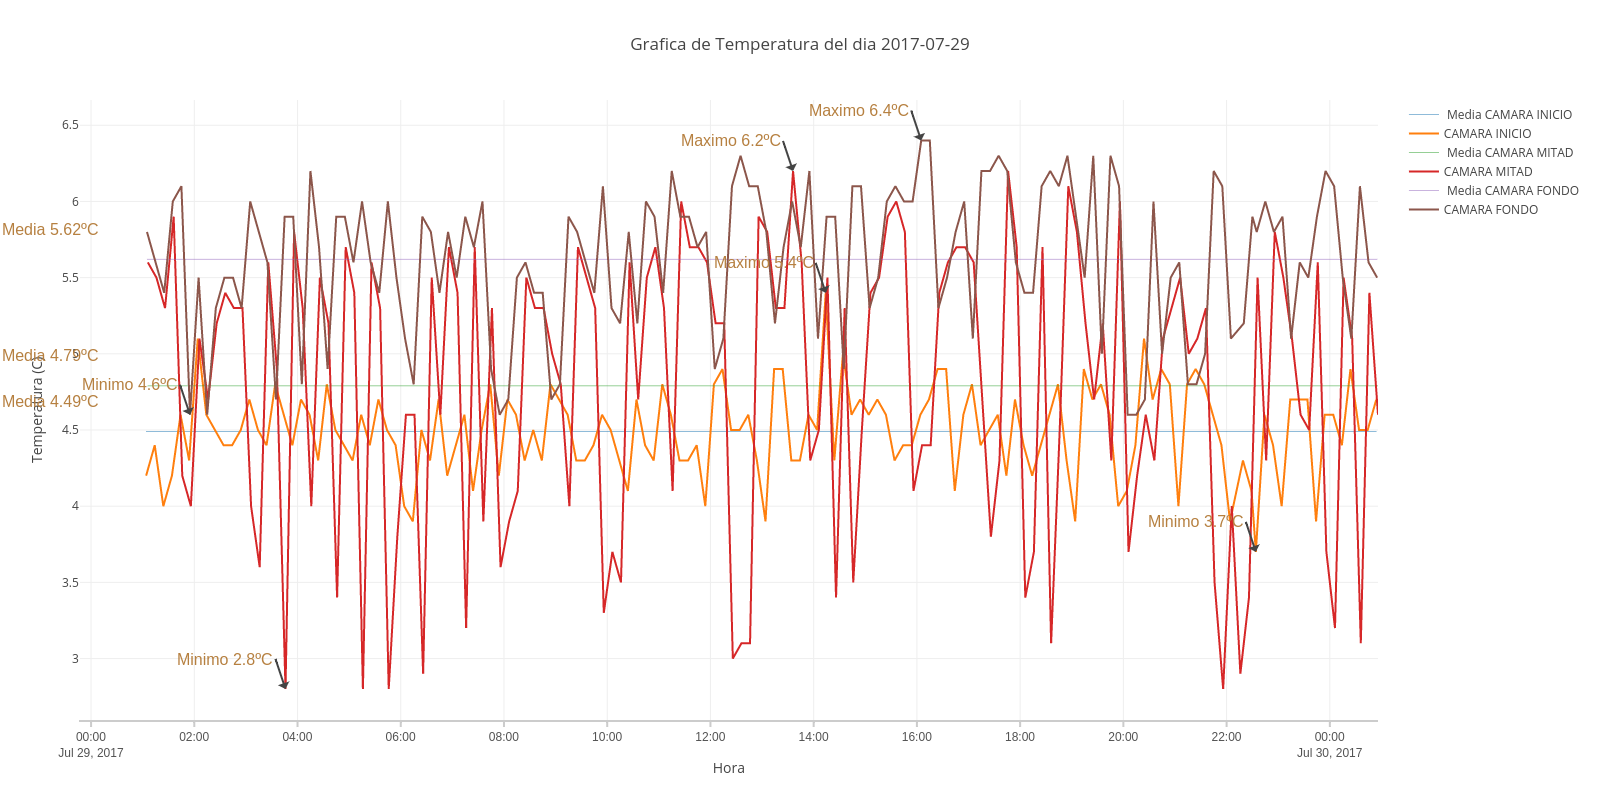 Grafica de Temperatura del dia 2017-07-29
Maximo 6.4ºC
Maximo 6.2ºC
Maximo 5.4ºC
Media 5.62ºC
Media 4.79ºC
Minimo 4.6ºC
Media 4.49ºC
Minimo 3.7ºC
Minimo 2.8ºC
6.5
6
5.5
5
4.5
4
3.5
3
Temperatura (C)
00:00 02:00 04:00 06:00 08:00 10:00 12:00 14:00 16:00 18:00 20:00 22:00 00:00
Jul 29, 2017 Jul 30, 2017
Hora
Media CAMARA INICIO
CAMARA INICIO
Media CAMARA MITAD
CAMARA MITAD
Media CAMARA FONDO
CAMARA FONDO